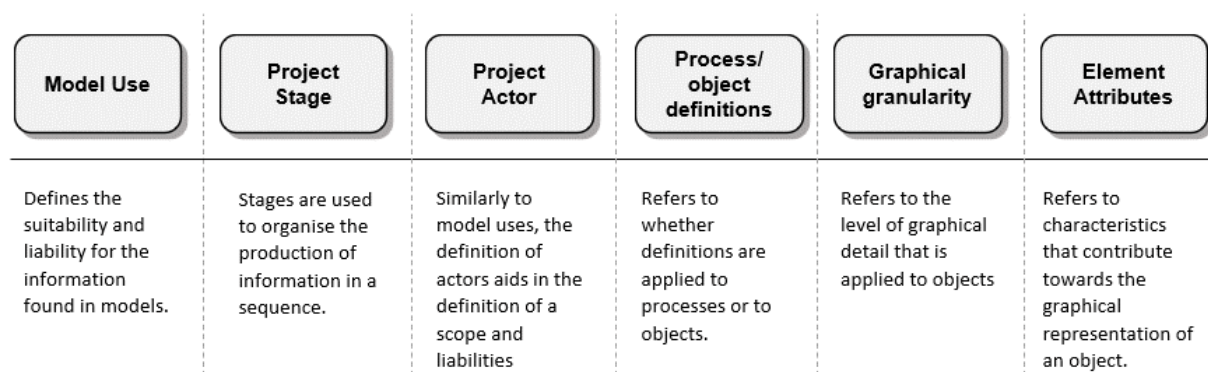 Model Use
Project
Stage
Project
Actor
Process/
object
definitions
Graphical
granularity
Element
Attributes
Defines the
suitability and
liability for the
information
found in models.
Stages are used
to organise the
production of
information in a
sequence.
Similarly to
model uses, the
definition of
actors aids in the
definition of a
scope and
liabilities
Refers to
whether
definitions are
applied to
processes or to
objects.
Refers to the
level of graphical
detail that is
applied to objects
Refers to
characteristics
that contribute
towards the
graphical
representation of
an object.